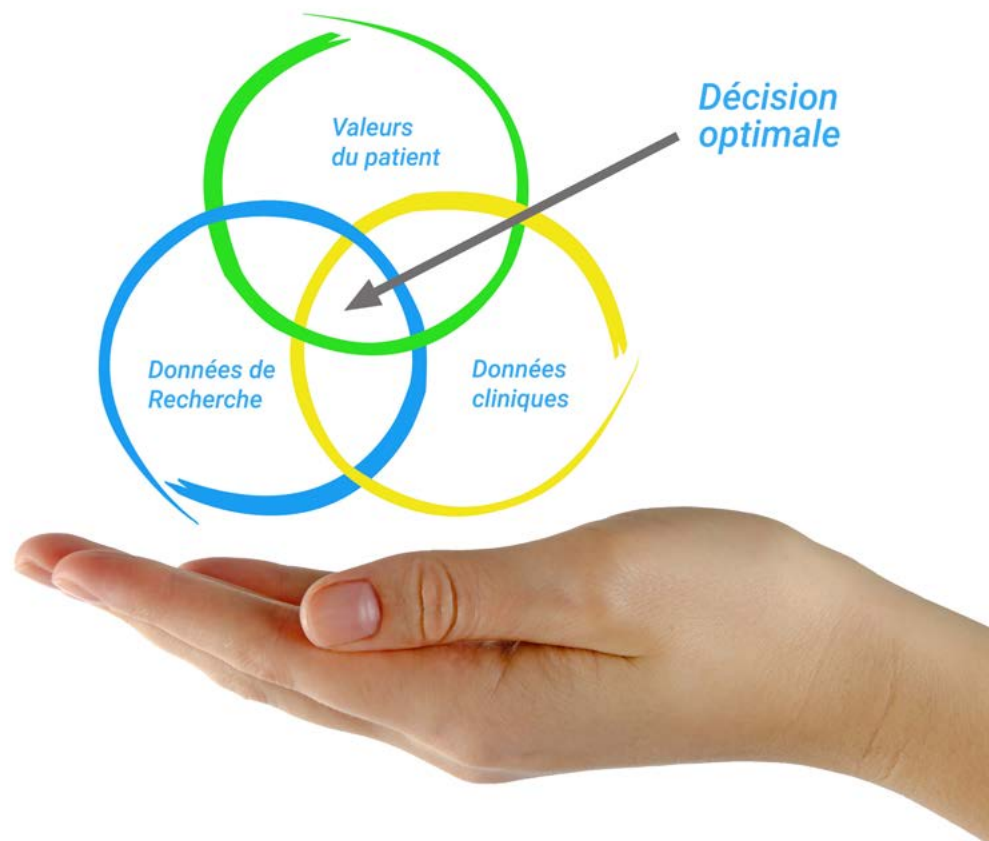 Valeurs
du patient
Décision
optimale
Données de
Recherche
Données
cliniques